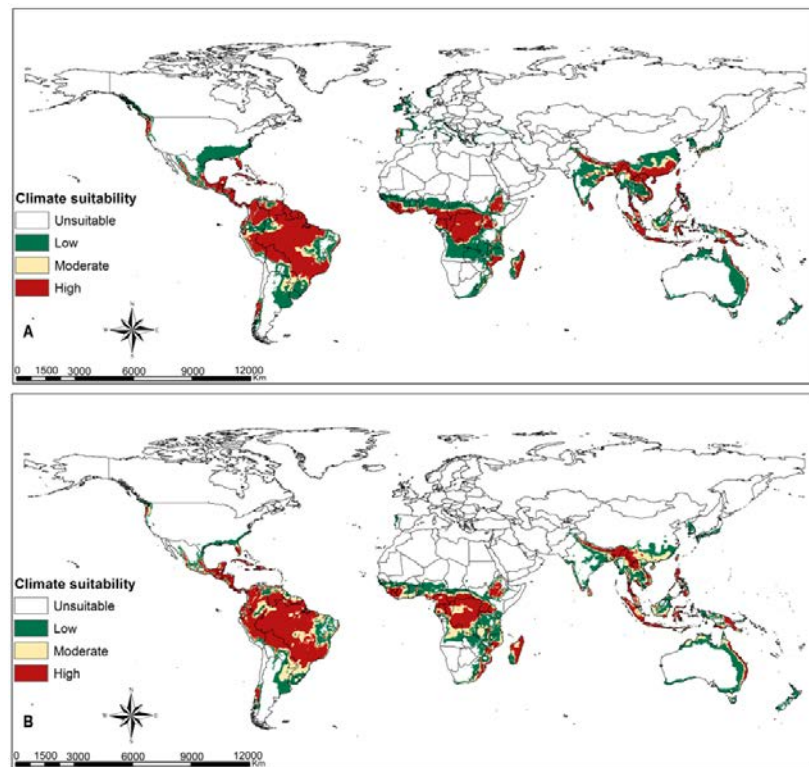 Climate suitability
Unsuitable
Low
Moderate
High
N
W
E
S
A
0 1500 3000 6000 9000 12000
Km
Climate suitability
Unsuitable
Low
Moderate
High
N
W
E
S
B
0 1500 3000 6000 9000 12000
Km